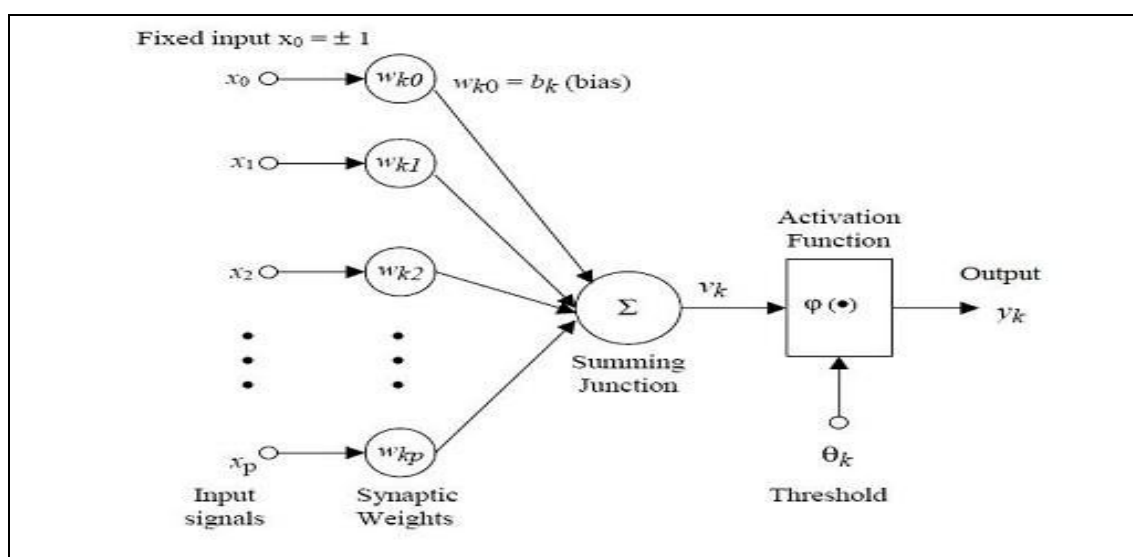 Fixed input x₀ = ± 1
x₀ wk0 wk0 = bk (bias)
x₁ wk1
Activation
Function
x₂ wk2
Output
vk
Σ
φ (•)
yk
Summing
Junction
xp wkp
θk
Input
signals
Synaptic
Weights
Threshold